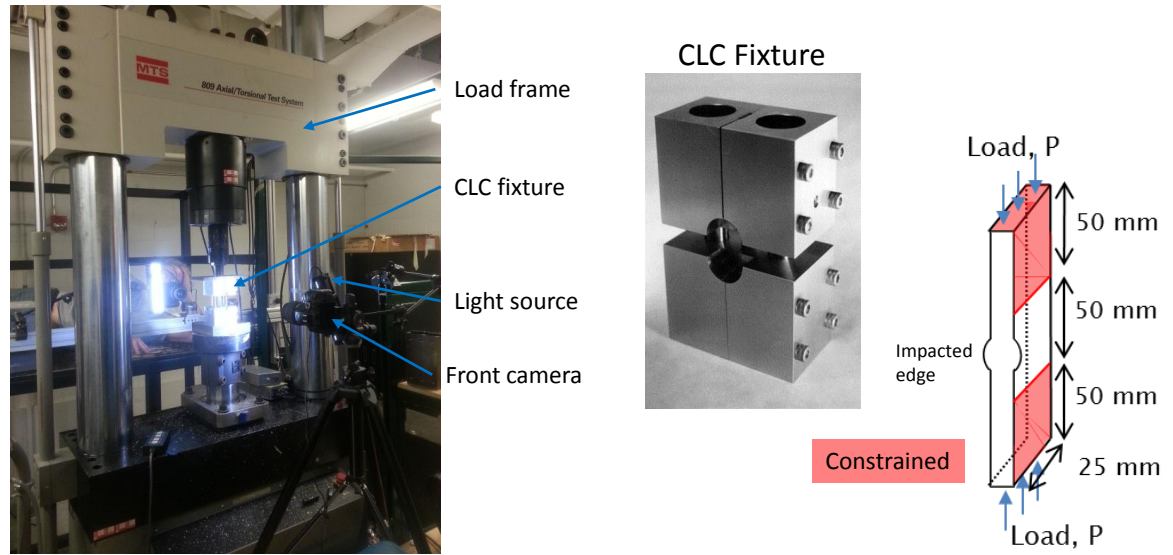 MTS
809 Axial/Torsional Test System
Load frame
CLC fixture
Light source
Front camera
CLC Fixture
Load, P
50 mm
50 mm
50 mm
25 mm
Impacted
edge
Constrained
Load, P